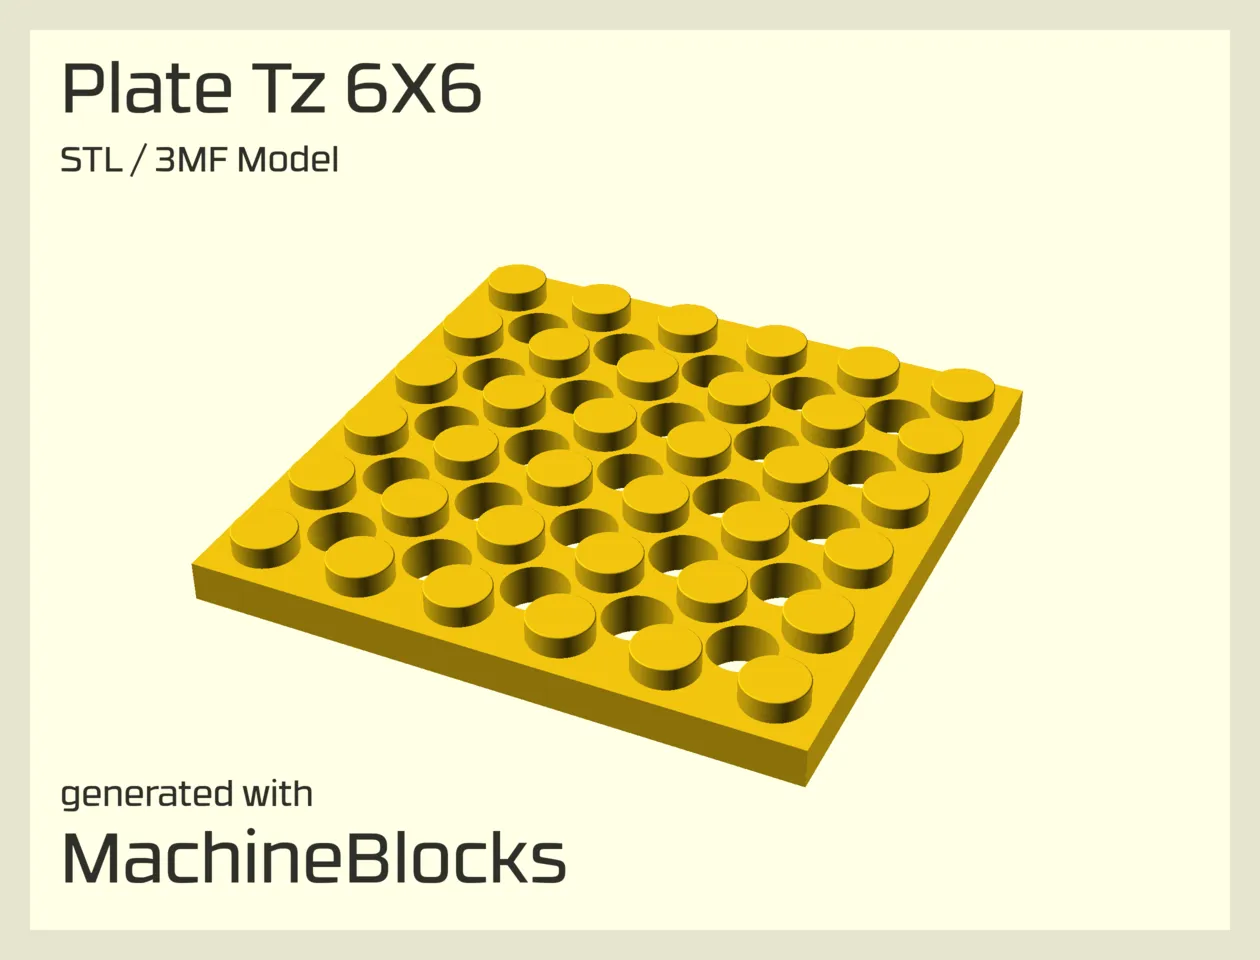 Plate Tz 6X6
STL / 3MF Model
generated with
MachineBlocks